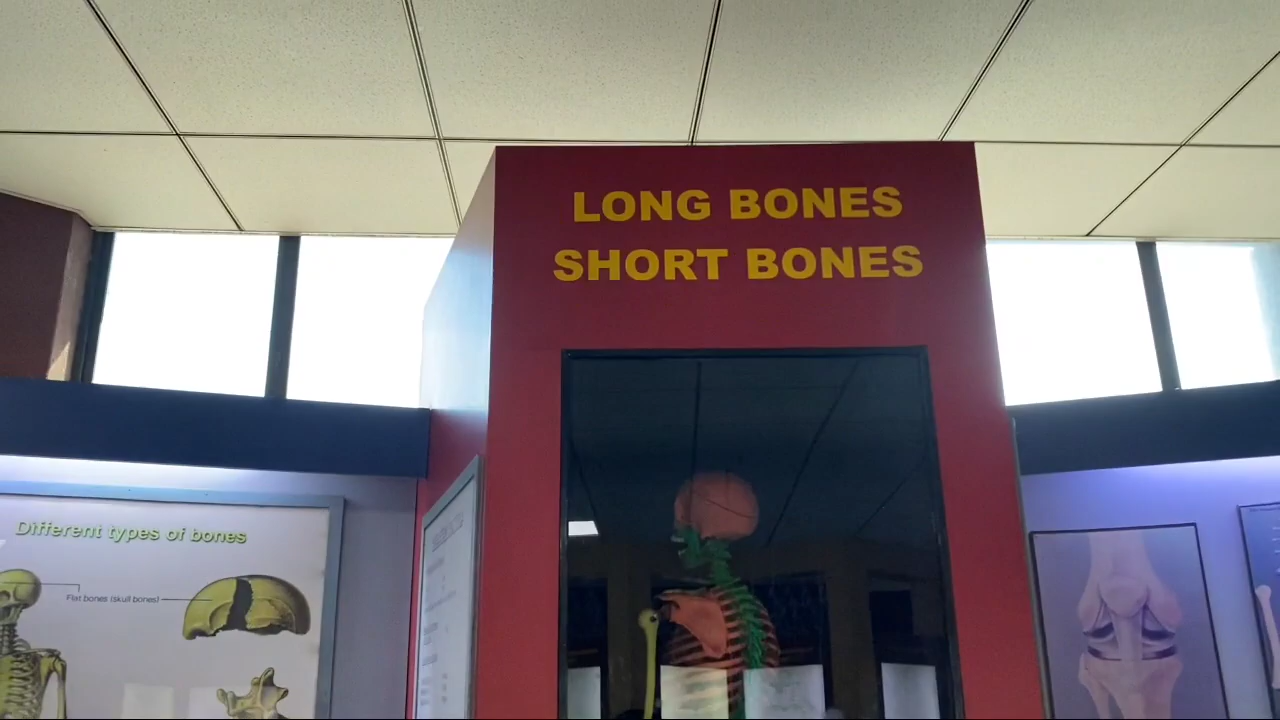 LONG BONES
SHORT BONES
Different types of bones
Flat bones (skull bones)